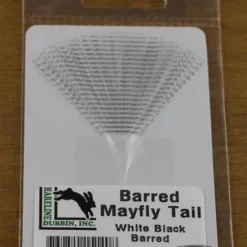 Barred
Mayfly Tail
White Black
Barred
HARELINE
DUBBIN, INC.